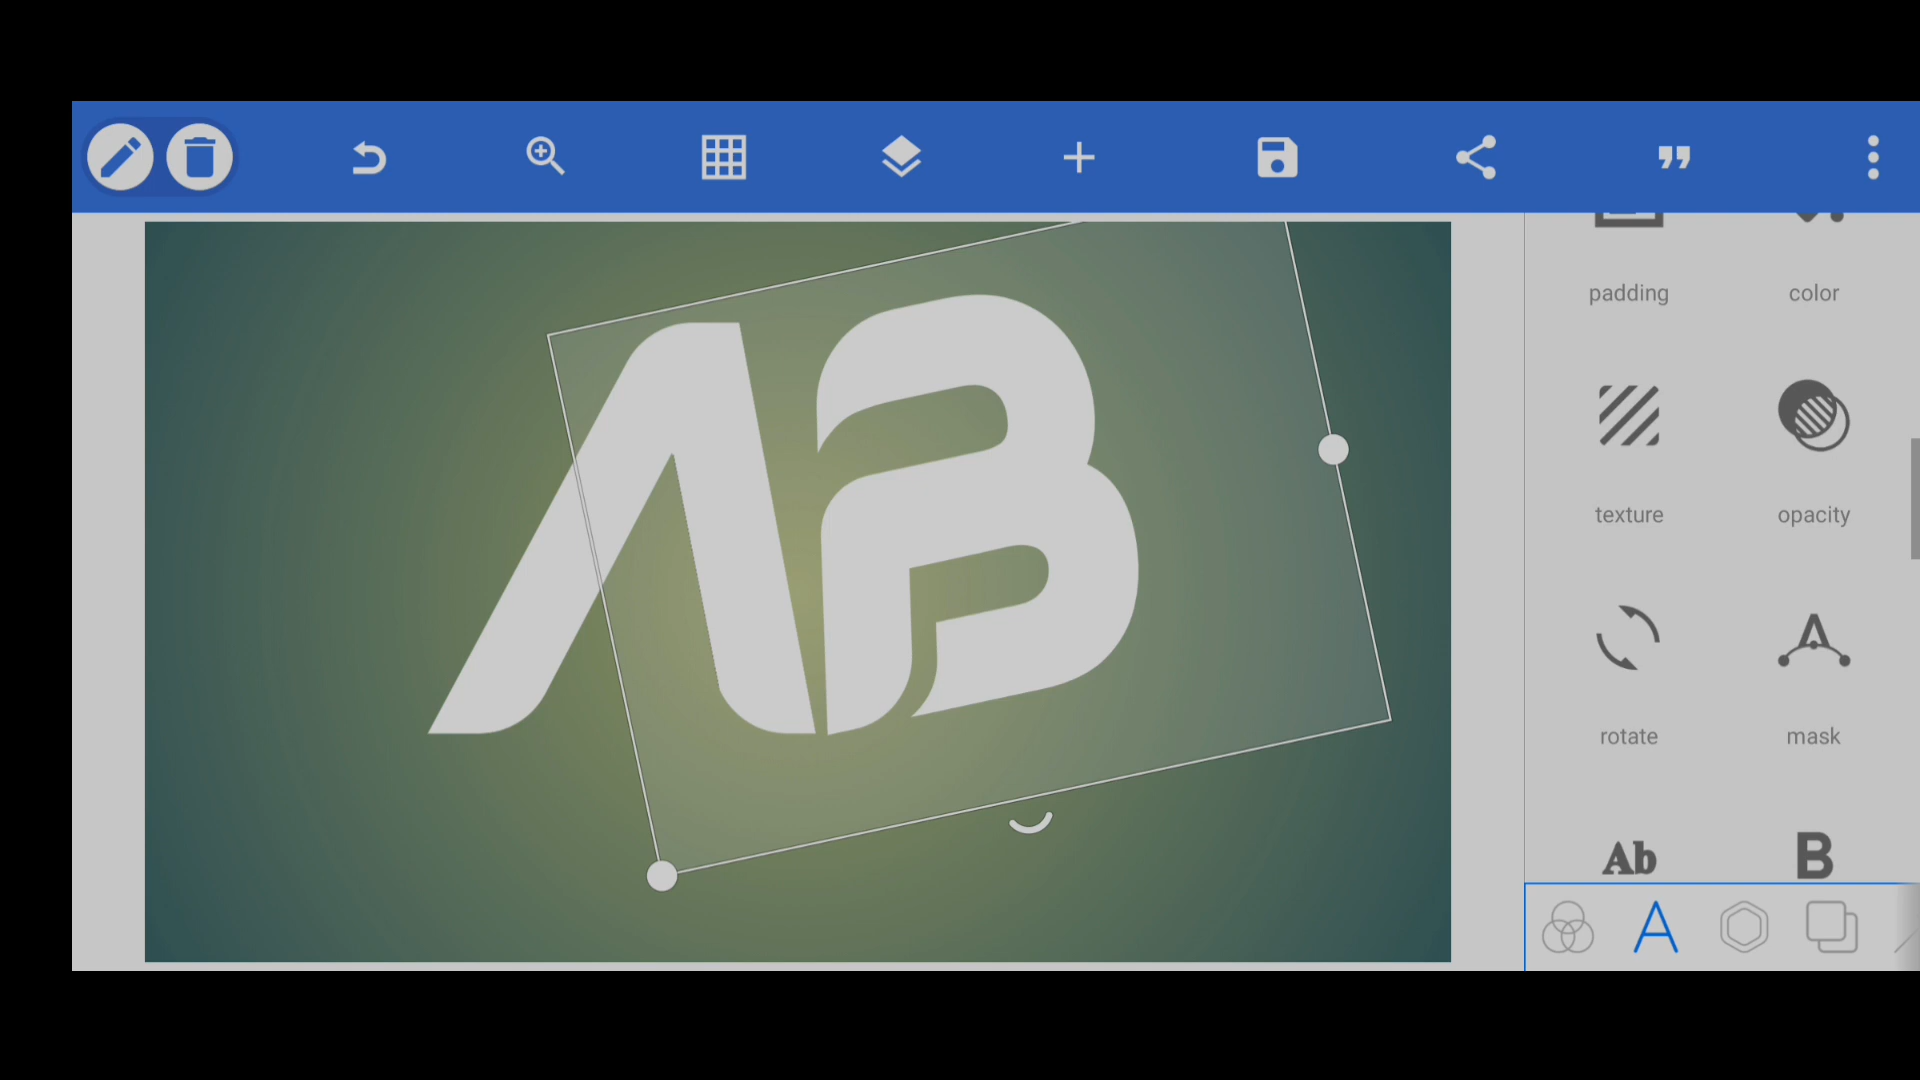 AB
padding
color
texture
opacity
rotate
mask
Ab
B
A